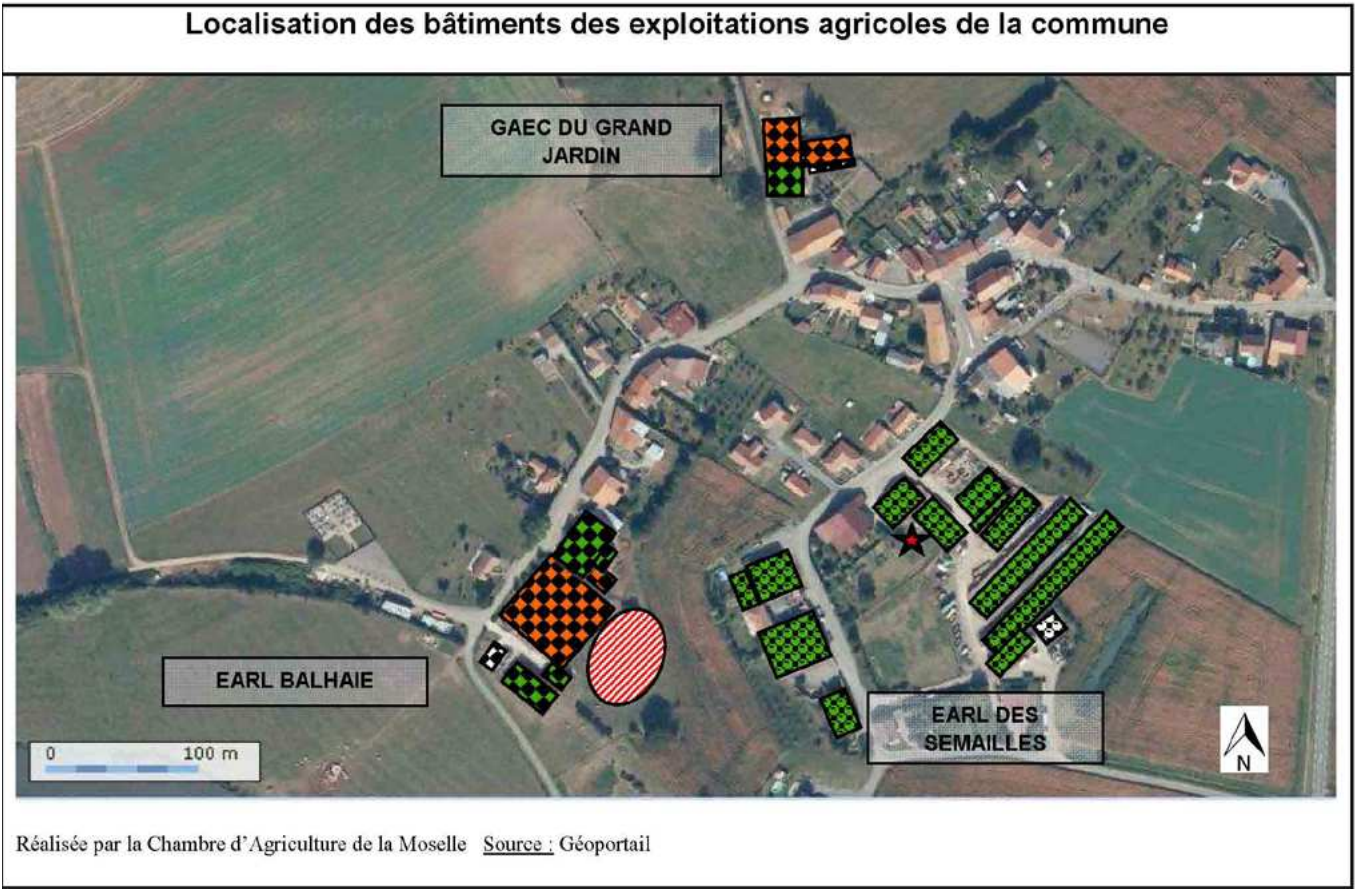 Localisation des bâtiments des exploitations agricoles de la commune
GAEC DU GRAND
JARDIN
EARL BALHAIE
EARL DES
SEMAILLES
0 100 m
N
Réalisée par la Chambre d'Agriculture de la Moselle Source : Géoportail